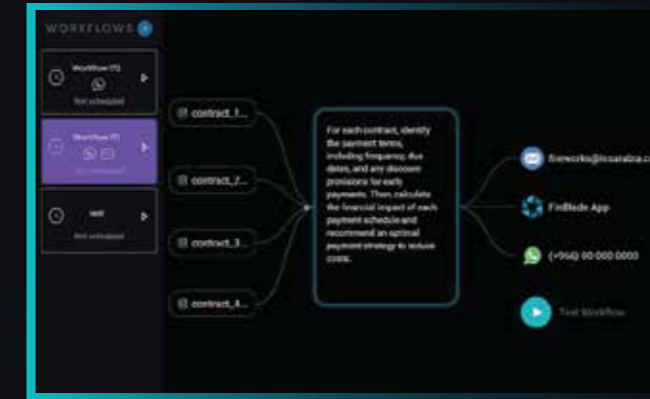 WORKFLOWS
Workflow (1)
Not scheduled
Workflow (1)
test
Not scheduled
contract_1...
contract_2...
contract_3...
contract_4...
For each contract, identify
the payment terms,
including frequency, due
dates, and any discount
provisions for early
payments. Then, calculate
the financial impact of each
payment schedule and
recommend an optimal
payment strategy to reduce
costs.
FinBlade App
(+966) 00 000 0000
Test Workflow